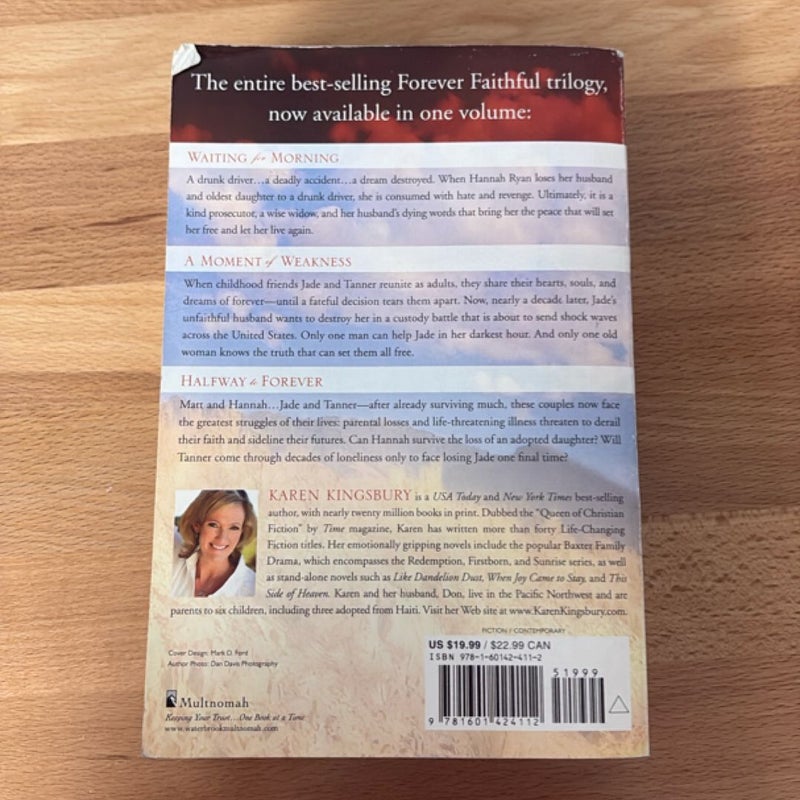 The entire best-selling Forever Faithful trilogy,
now available in one volume:
WAITING for MORNING
A drunk driver...a deadly accident...a dream destroyed. When Hannah Ryan loses her husband
and oldest daughter to a drunk driver, she is consumed with hate and revenge. Ultimately, it is a
kind prosecutor, a wise widow, and her husband's dying words that bring her the peace that will set
her free and let her live again.
A MOMENT of WEAKNESS
When childhood friends Jade and Tanner reunite as adults, they share their hearts, souls, and
dreams of forever—until a fateful decision tears them apart. Now, nearly a decade later, Jade's
unfaithful husband wants to destroy her in a custody battle that is about to send shock waves
across the United States. Only one man can help Jade in her darkest hour. And only one old
woman knows the truth that can set them all free.
HALFWAY to FOREVER
Matt and Hannah...Jade and Tanner—after already surviving much, these couples now face
the greatest struggles of their lives: parental losses and life-threatening illness threaten to derail
their faith and sideline their futures. Can Hannah survive the loss of an adopted daughter? Will
Tanner come through decades of loneliness only to face losing Jade one final time?
KAREN KINGSBURY is a USA Today and New York Times best-selling
author, with nearly twenty million books in print. Dubbed the "Queen of Christian
Fiction" by Time magazine, Karen has written more than forty Life-Changing
Fiction titles. Her emotionally gripping novels include the popular Baxter Family
Drama, which encompasses the Redemption, Firstborn, and Sunrise series, as well
as stand-alone novels such as Like Dandelion Dust, When Joy Came to Stay, and This
Side of Heaven. Karen and her husband, Don, live in the Pacific Northwest and are
parents to six children, including three adopted from Haiti. Visit her Web site at www.KarenKingsbury.com.
FICTION / CONTEMPORARY
US $19.99 / $22.99 CAN
ISBN 978-1-60142-411-2
51999
9 781601 424112
Cover Design: Mark D. Ford
Author Photo: Dan Davis Photography
Multnomah
Keeping Your Trust...One Book at a Time
www.waterbrookmultnomah.com